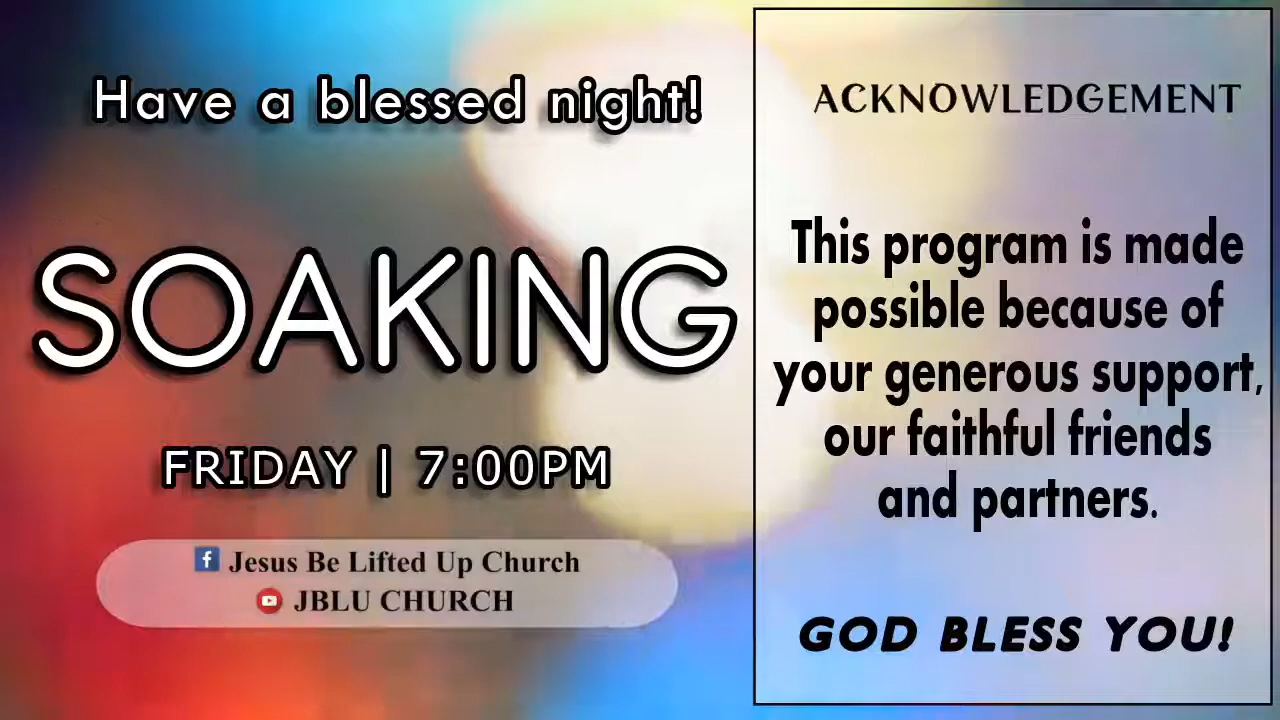 Have a blessed night!
SOAKING
FRIDAY | 7:00PM
Jesus Be Lifted Up Church
JBLU CHURCH
ACKNOWLEDGEMENT
This program is made
possible because of
your generous support,
our faithful friends
and partners.
GOD BLESS YOU!